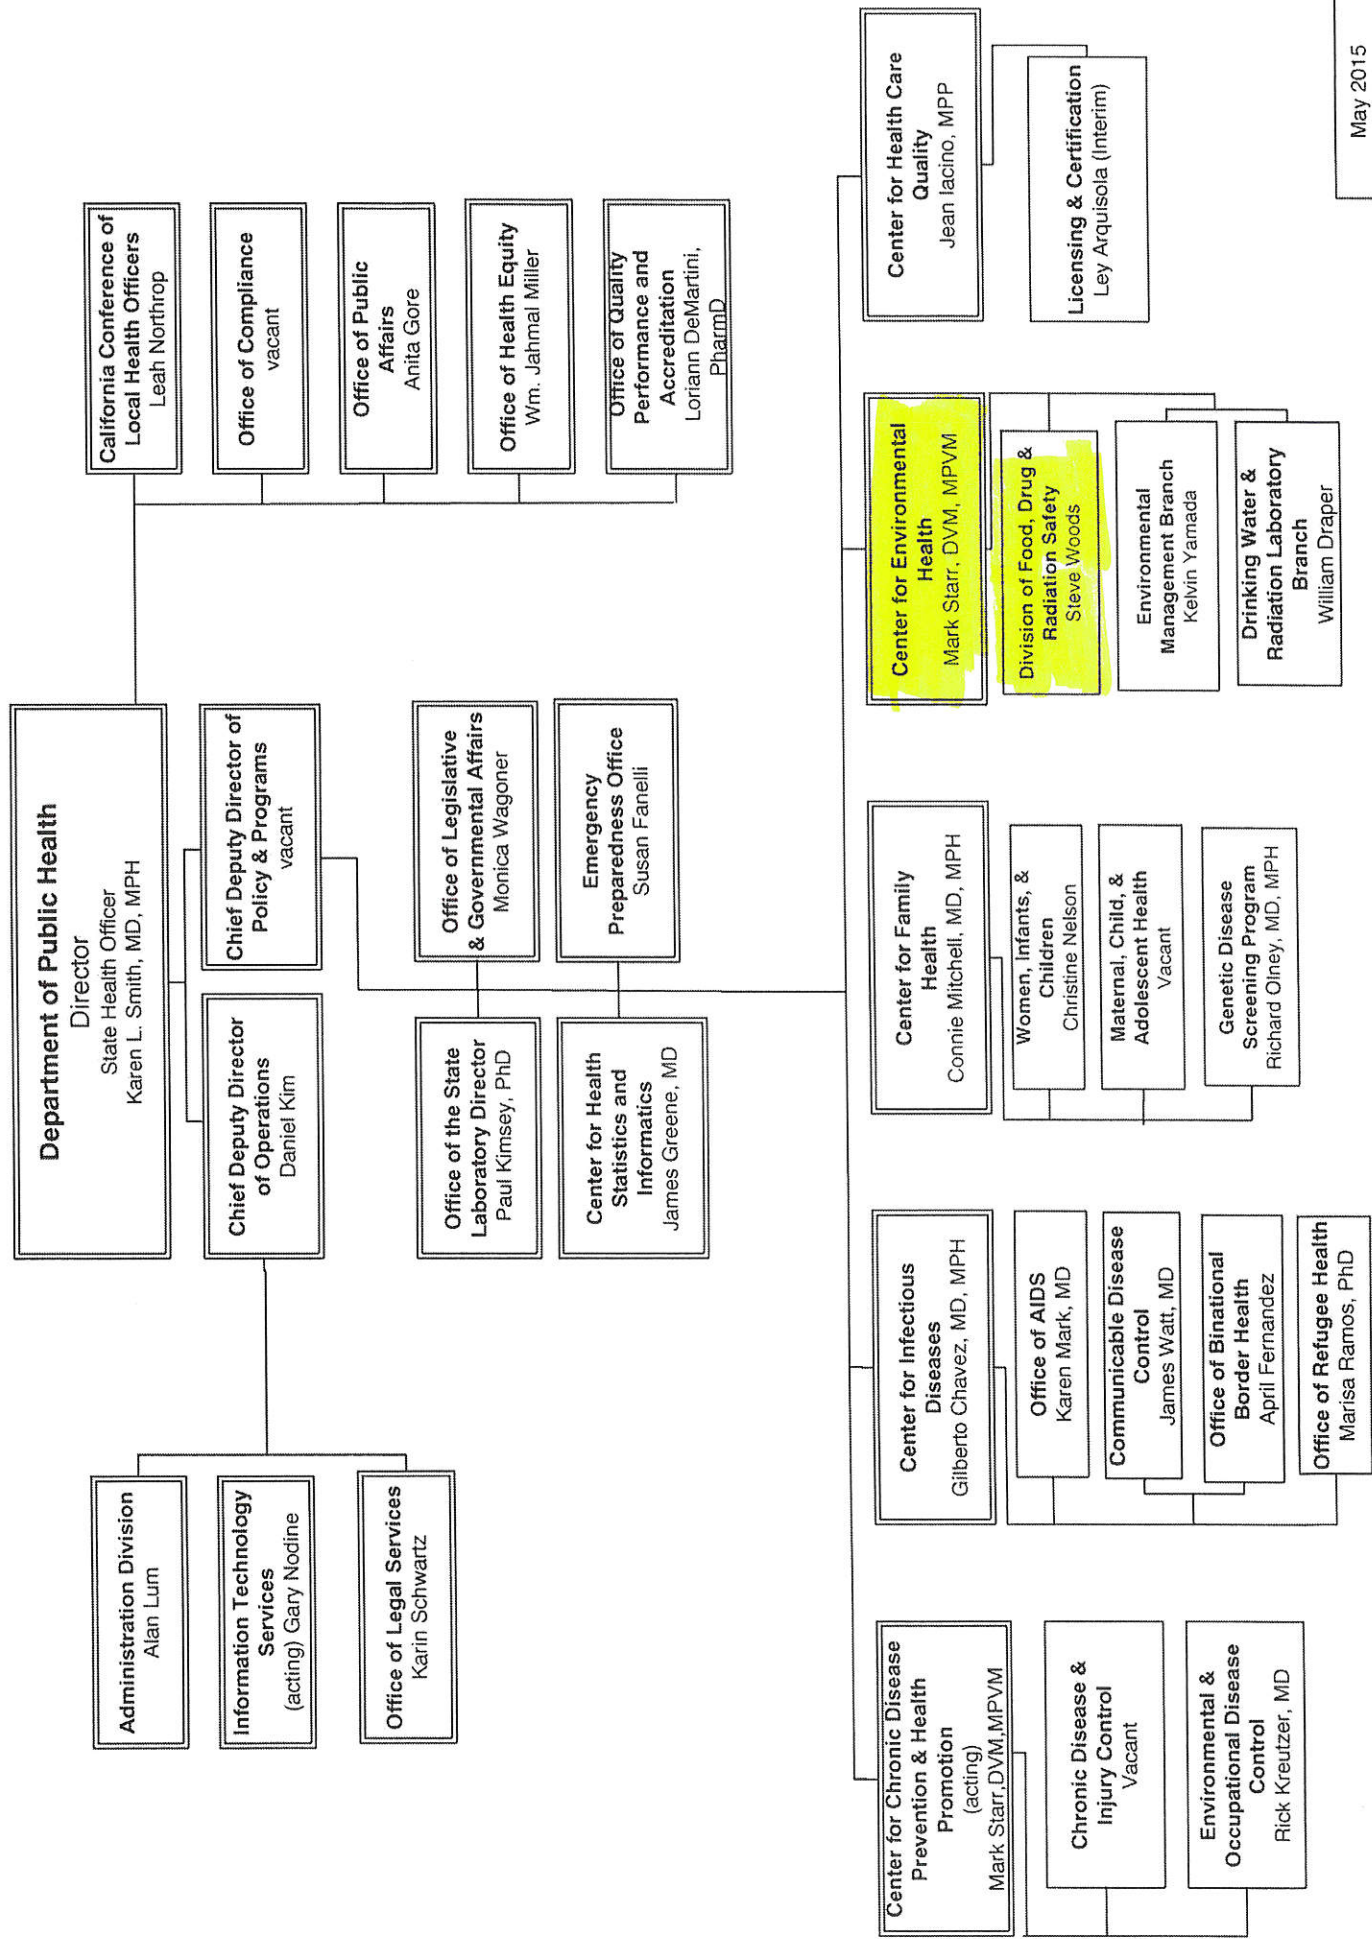 Department of Public Health
Director
State Health Officer
Karen L. Smith, MD, MPH
Chief Deputy Director
of Operations
Daniel Kim
Chief Deputy Director of
Policy & Programs
vacant
Administration Division
Alan Lum
Information Technology
Services
(acting) Gary Nodine
Office of Legal Services
Karin Schwartz
Office of the State
Laboratory Director
Paul Kimsey, PhD
Office of Legislative
& Governmental Affairs
Monica Wagoner
Center for Health
Statistics and
Informatics
James Greene, MD
Emergency
Preparedness Office
Susan Fanelli
California Conference of
Local Health Officers
Leah Northrop
Office of Compliance
vacant
Office of Public
Affairs
Anita Gore
Office of Health Equity
Wm. Jahmal Miller
Office of Quality
Performance and
Accreditation
Loriann DeMartini,
PharmD
Center for Chronic Disease
Prevention & Health
Promotion
(acting)
Mark Starr,DVM,MPVM
Chronic Disease &
Injury Control
Vacant
Environmental &
Occupational Disease
Control
Rick Kreutzer, MD
Center for Infectious
Diseases
Gilberto Chavez, MD, MPH
Office of AIDS
Karen Mark, MD
Communicable Disease
Control
James Watt, MD
Office of Binational
Border Health
April Fernandez
Office of Refugee Health
Marisa Ramos, PhD
Center for Family
Health
Connie Mitchell, MD, MPH
Women, Infants, &
Children
Christine Nelson
Maternal, Child, &
Adolescent Health
Vacant
Genetic Disease
Screening Program
Richard Olney, MD, MPH
Center for Environmental
Health
Mark Starr, DVM, MPVM
Division of Food, Drug &
Radiation Safety
Steve Woods
Environmental
Management Branch
Kelvin Yamada
Drinking Water &
Radiation Laboratory
Branch
William Draper
Center for Health Care
Quality
Jean Iacino, MPP
Licensing & Certification
Ley Arquisola (Interim)
May 2015